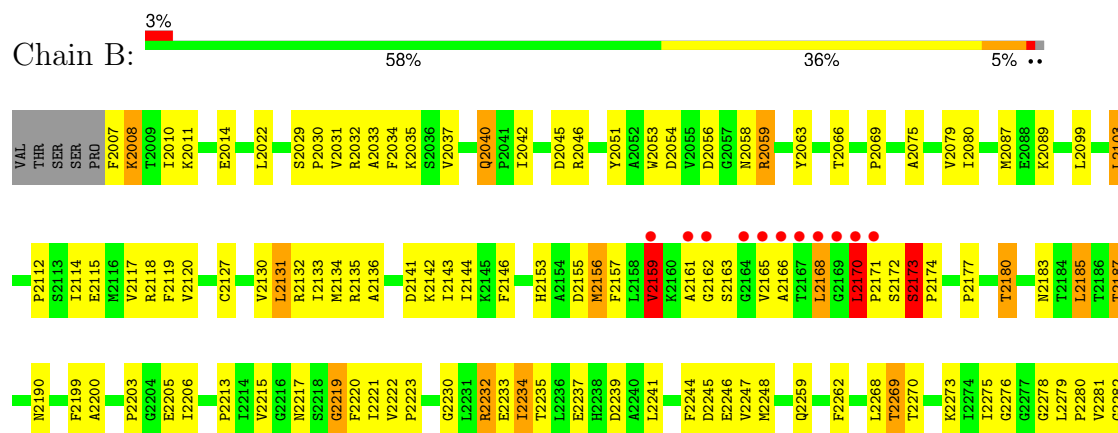 3%
Chain B:
58% 36% 5% ••
VAL THR SER SER PRO F2007 K2008 T2009 I2010 K2011 E2014 L2022 S2029 P2030 V2031 R2032 A2033 F2034 K2035 S2036 V2037 Q2040 P2041 I2042 D2045 R2046 Y2051 A2052 W2053 D2054 V2055 D2056 G2057 N2058 R2059 Y2063 T2066 P2069 A2075 V2079 I2080 M2087 E2088 K2089 L2099 L2103
P2112 S2113 I2114 E2115 M2116 V2117 R2118 F2119 V2120 C2127 V2130 L2131 R2132 I2133 M2134 R2135 A2136 D2141 K2142 I2143 I2144 K2145 F2146 H2153 A2154 D2155 M2156 F2157 L2158 V2159 K2160 A2161 G2162 S2163 G2164 V2165 A2166 T2167 L2168 G2169 L2170 P2171 S2172 S2173 P2174 P2177 T2180 N2183 T2184 L2185 T2186
N2190 F2199 A2200 P2203 G2204 E2205 I2206 P2213 I2214 V2215 G2216 N2217 S2218 G2219 F2220 I2221 V2222 P2223 G2230 L2231 R2232 E2233 I2234 T2235 L2236 E2237 H2238 D2239 A2240 L2241 F2244 D2245 E2246 V2247 M2248 Q2259 F2262 L2268 T2269 T2270 K2273 I2274 I2275 G2276 G2277 G2278 L2279 P2280 V2281